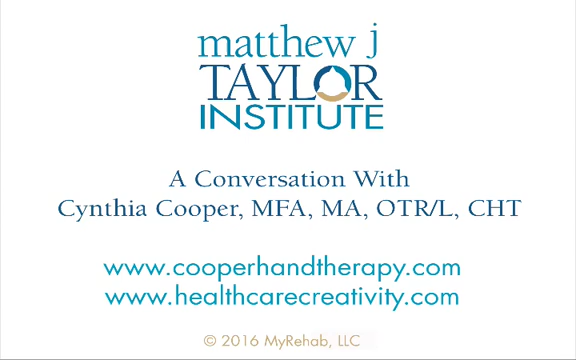 matthew j
TAYLOR
INSTITUTE
A Conversation With
Cynthia Cooper, MFA, MA, OTR/L, CHT
www.cooperhandtherapy.com
www.healthcarecreativity.com
© 2016 MyRehab, LLC